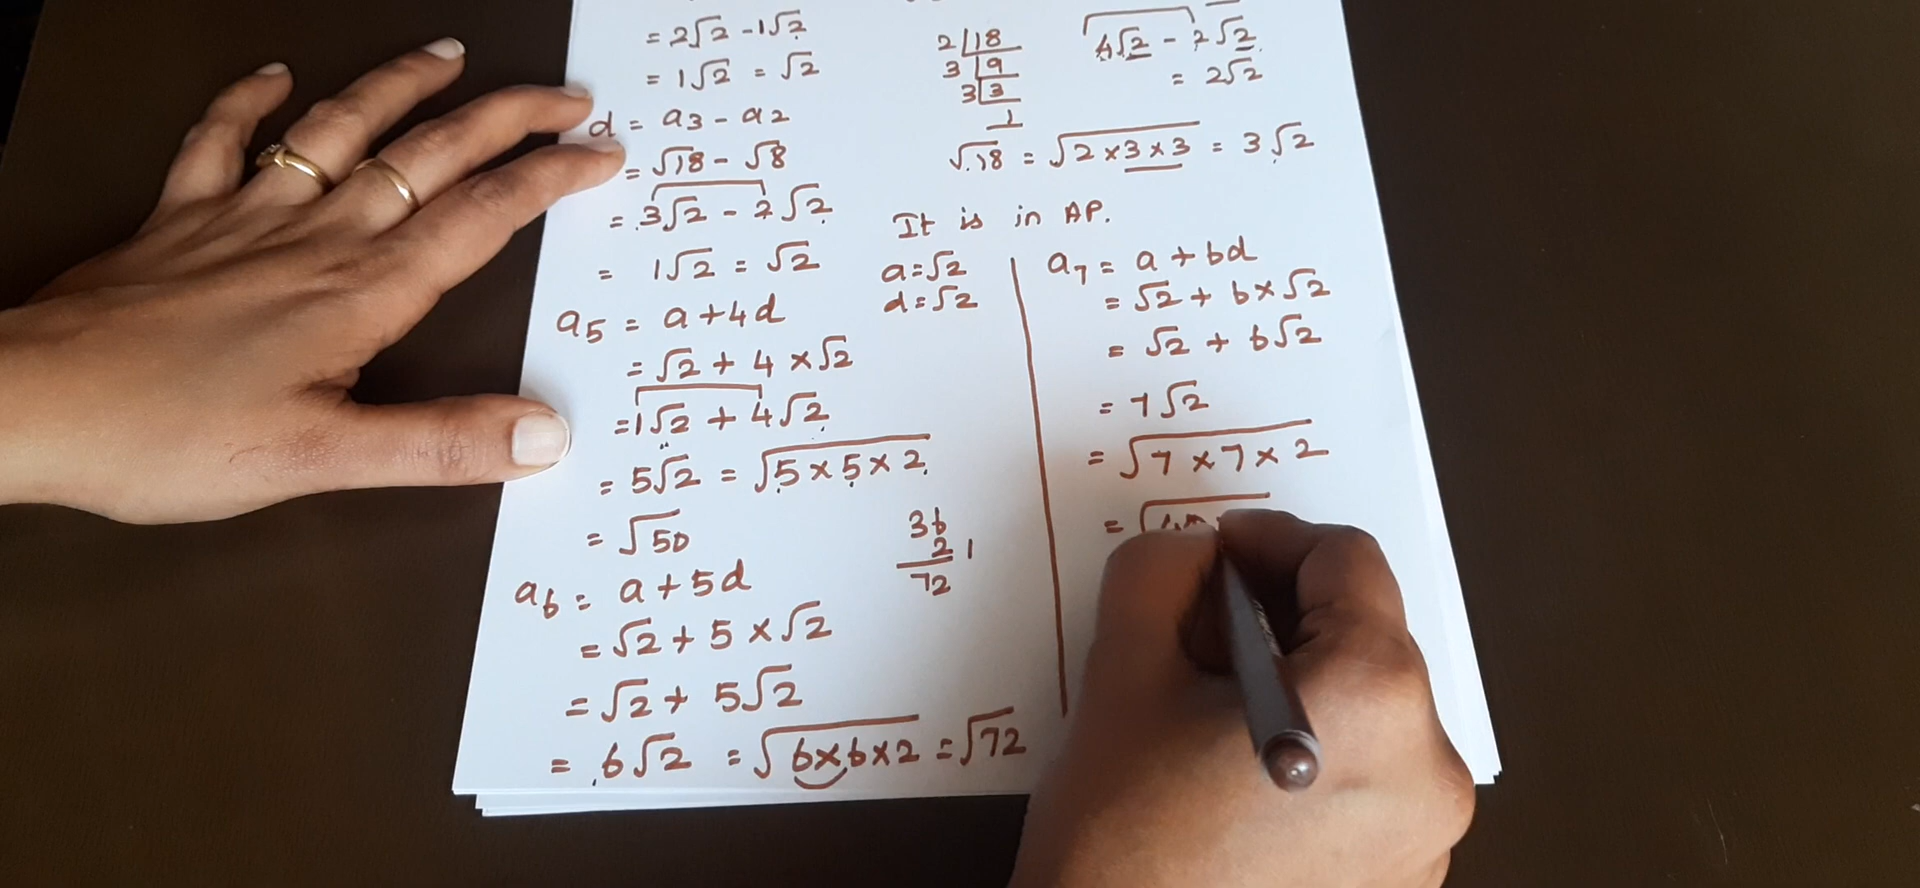 = 2√2 - 1√2
= 1√2 = √2
d = a3 - a2
= √18 - √8
= 3√2 - 2√2
= 1√2 = √2
2 | 18
3 | 9
3 | 3
1
4√2 - 2√2
= 2√2
√18 = √2 × 3 × 3 = 3√2
It is in AP.
a = √2
d = √2
a5 = a + 4d
= √2 + 4 × √2
= 1√2 + 4√2
= 5√2 = √5 × 5 × 2
= √50
36
2 1
72
a6 = a + 5d
= √2 + 5 × √2
= √2 + 5√2
= 6√2 = √6×6×2 = √72
a7 = a + 6d
= √2 + 6×√2
= √2 + 6√2
= 7√2
= √7 × 7 × 2
= √